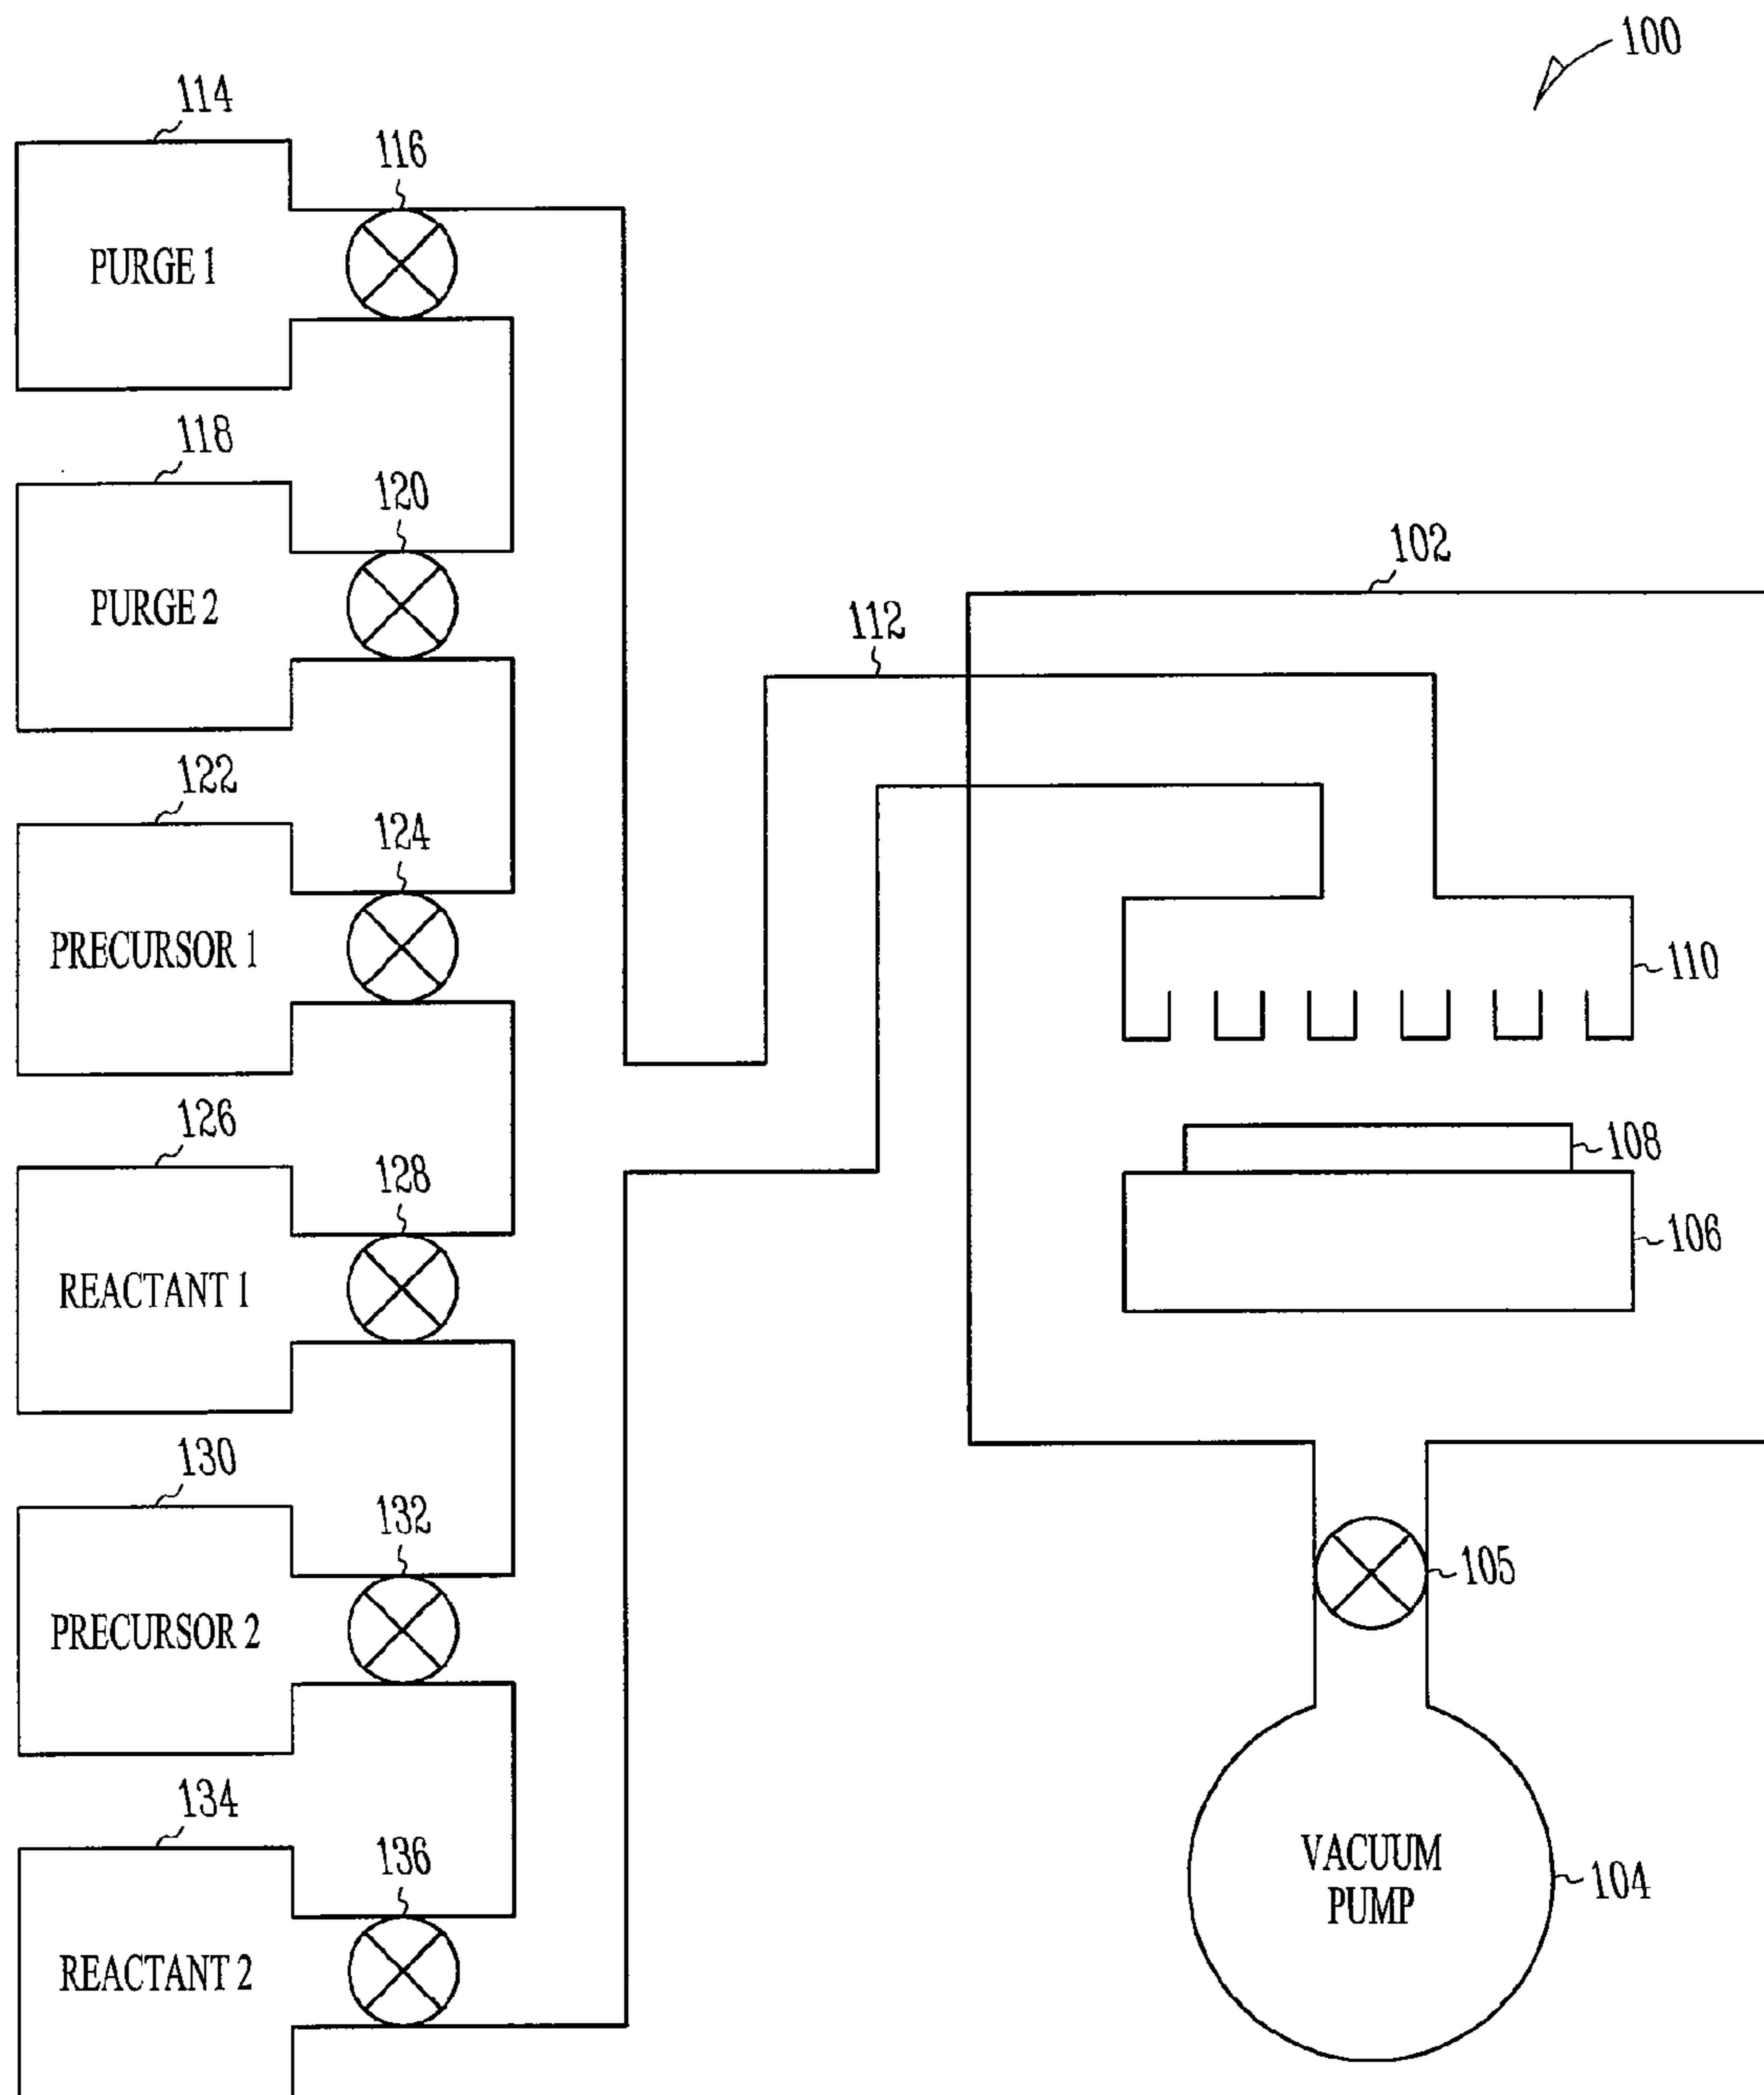 100
114
116
PURGE 1
118
120
PURGE 2
102
112
122
124
PRECURSOR 1
110
126
128
REACTANT 1
108
106
130
132
PRECURSOR 2
105
134
136
REACTANT 2
VACUUM
PUMP
104